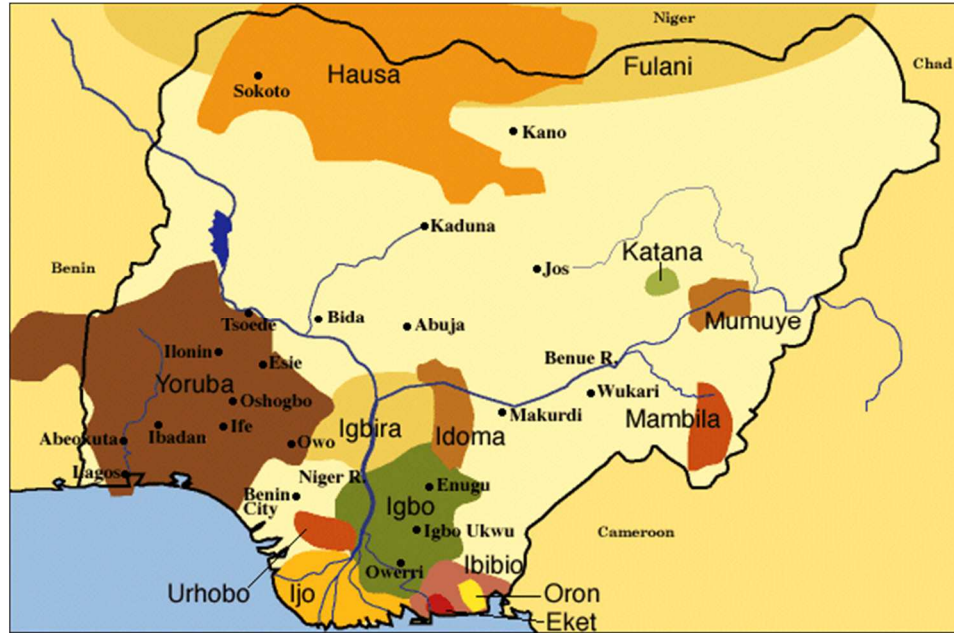 Niger
Chad
Hausa
Fulani
Sokoto
Kano
Kaduna
Benin
Jos
Katana
Tsoede
Bida
Abuja
Mumuye
Ilonin
Esie
Benue R.
Yoruba
Oshogbo
Wukari
Makurdi
Mambila
Abeokuta
Ibadan
Ife
Owo
Igbira
Idoma
Lagos
Niger R.
Benin
City
Enugu
Igbo
Igbo Ukwu
Cameroon
Owerri
Ibibio
Urhobo
Ijo
Oron
Eket